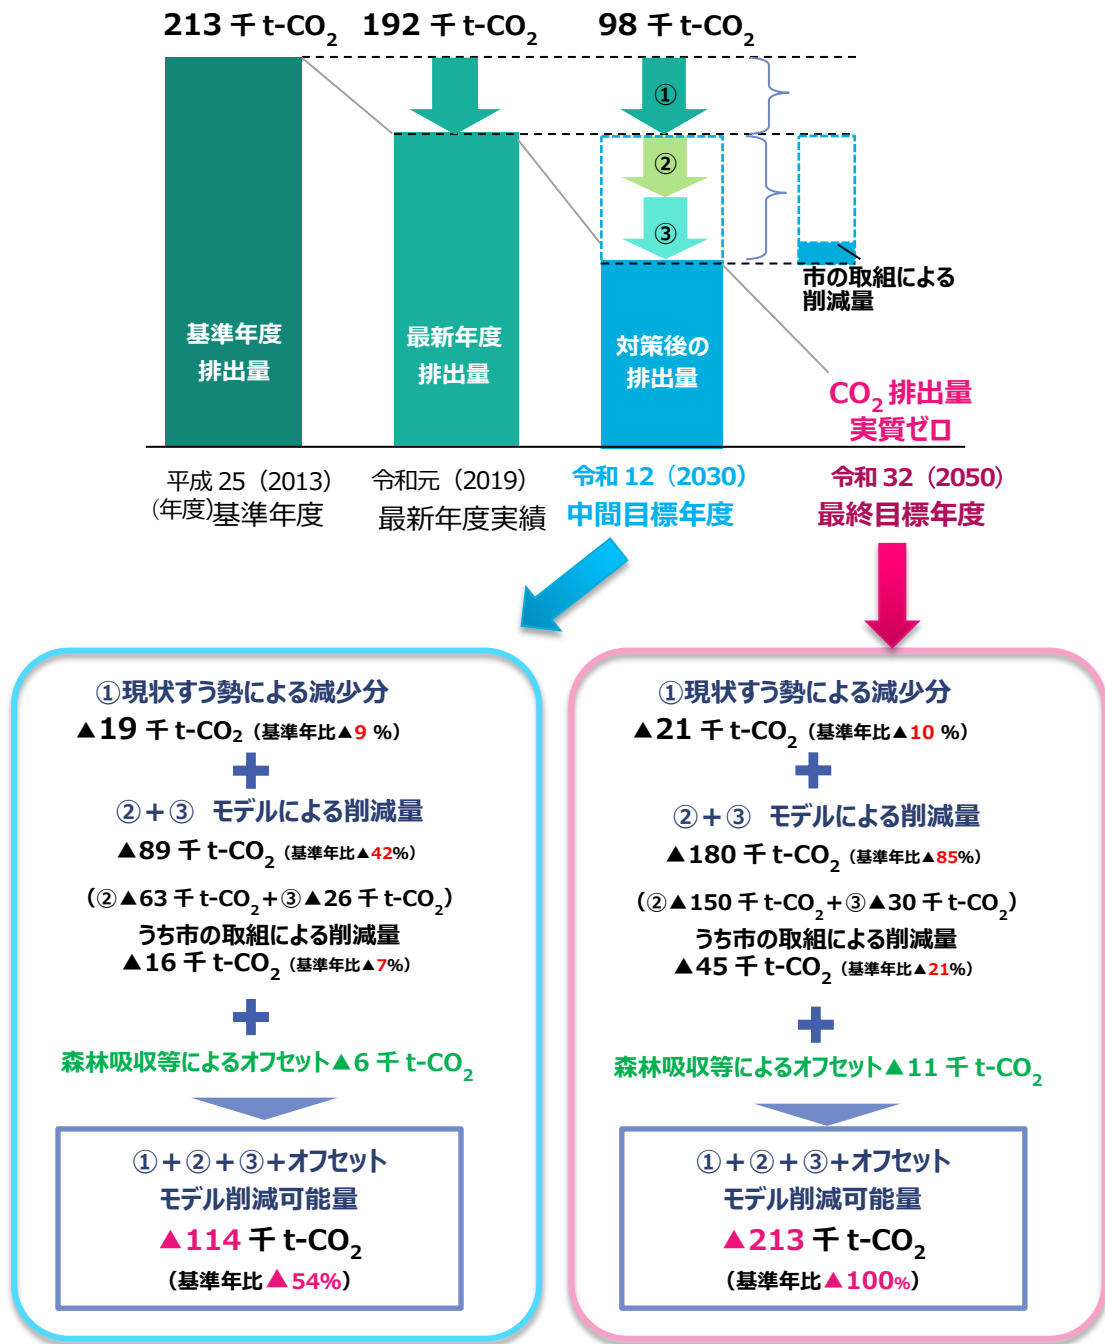 213 千 t-CO₂
192 千 t-CO₂
98 千 t-CO₂
①
②
③
市の取組による
削減量
基準年度
排出量
最新年度
排出量
対策後の
排出量
CO₂ 排出量
実質ゼロ
平成 25（2013）
(年度)
基準年度
令和元（2019）
最新年度実績
令和 12（2030）
中間目標年度
令和 32（2050）
最終目標年度
①現状すう勢による減少分
▲19 千 t-CO₂（基準年比▲9 %）
＋
②＋③ モデルによる削減量
▲89 千 t-CO₂（基準年比▲42%）
（②▲63 千 t-CO₂＋③▲26 千 t-CO₂）
うち市の取組による削減量
▲16 千 t-CO₂（基準年比▲7%）
＋
森林吸収等によるオフセット▲6 千 t-CO₂
①＋②＋③＋オフセット
モデル削減可能量
▲114 千 t-CO₂
（基準年比▲54%）
①現状すう勢による減少分
▲21 千 t-CO₂（基準年比▲10 %）
＋
②＋③ モデルによる削減量
▲180 千 t-CO₂（基準年比▲85%）
（②▲150 千 t-CO₂＋③▲30 千 t-CO₂）
うち市の取組による削減量
▲45 千 t-CO₂（基準年比▲21%）
＋
森林吸収等によるオフセット▲11 千 t-CO₂
①＋②＋③＋オフセット
モデル削減可能量
▲213 千 t-CO₂
（基準年比▲100%）